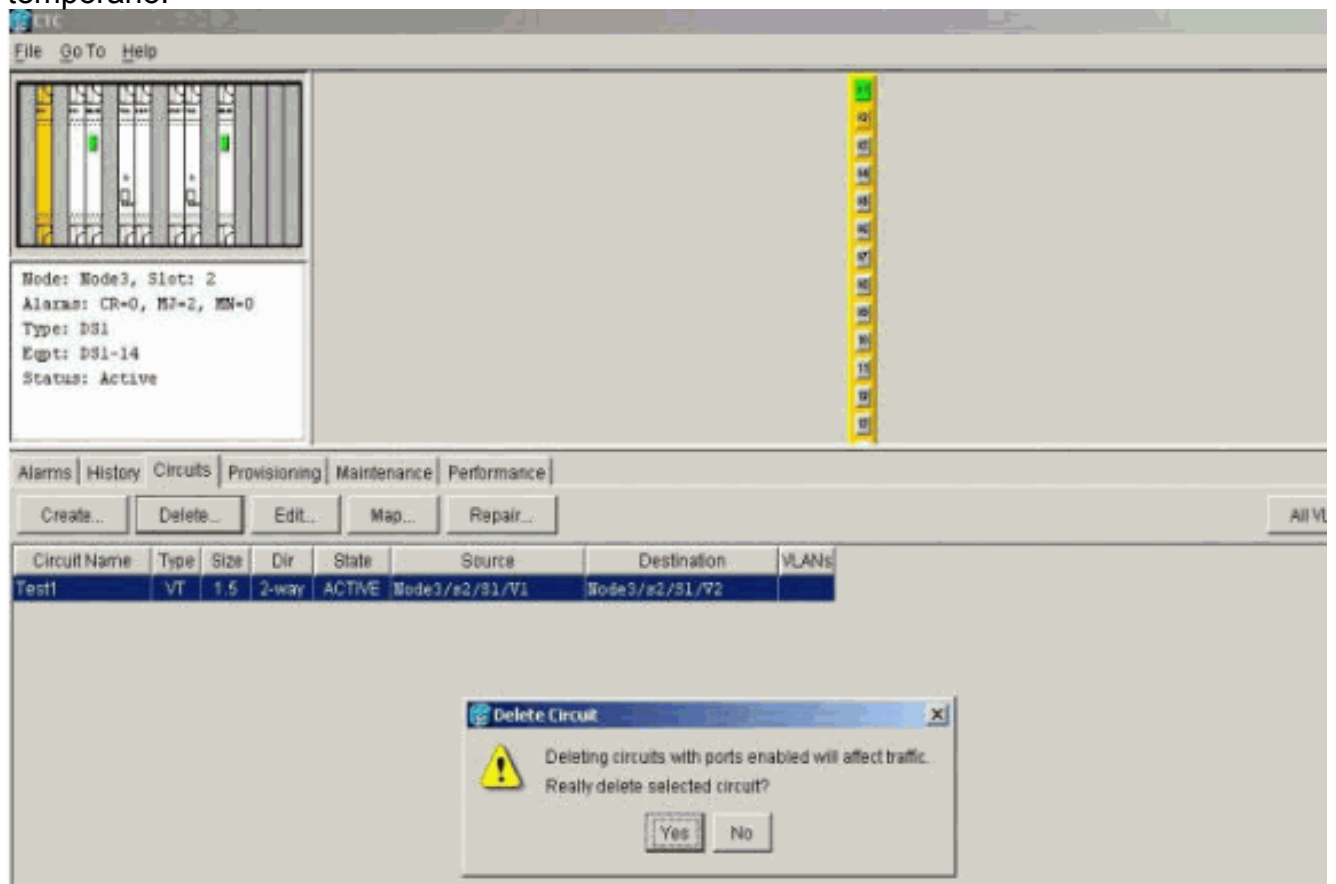 temporane.
CTC
File Go To Help
Node: Node3, Slot: 2
Alarms: CR=0, MJ=2, MN=0
Type: DS1
Eqpt: DS1-14
Status: Active
Alarms History Circuits Provisioning Maintenance Performance
Create... Delete... Edit... Map... Repair... All VL
Circuit Name Type Size Dir State Source Destination VLANs
Test1 VT 1.5 2-way ACTIVE Node3/s2/S1/V1 Node3/s2/S1/V2
Delete Circuit
Deleting circuits with ports enabled will affect traffic.
Really delete selected circuit?
Yes No